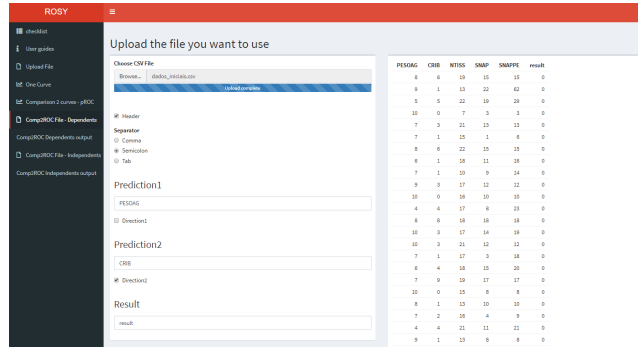 ROSY
checklist
User guides
Upload File
One Curve
Comparison 2 curves - pROC
Comp2ROC File - Dependents
Comp2ROC Dependents output
Comp2ROC File - Independents
Comp2ROC Independents output
Upload the file you want to use
Choose CSV File
Browse... dados_iniciais.csv
Upload complete
Header
Separator
Comma
Semicolon
Tab
Prediction1
PESOAG
Direction1
Prediction2
CRIB
Direction2
Result
result
PESOAG CRIB NTISS SNAP SNAPPE result
8 6 19 15 15 0
9 1 13 22 82 0
5 5 22 19 29 0
10 0 7 3 3 0
7 3 21 13 13 0
7 1 15 1 6 0
8 6 22 15 15 0
6 1 18 11 16 0
7 1 10 9 14 0
9 3 17 12 12 0
10 0 16 10 10 0
4 4 17 8 23 0
8 8 18 18 18 0
10 3 17 14 19 0
10 3 21 12 12 0
7 1 17 3 18 0
6 4 18 15 20 0
7 9 19 17 17 0
10 0 15 8 8 0
8 1 13 10 10 0
7 2 16 4 9 0
4 4 21 11 21 0
9 1 13 8 8 0